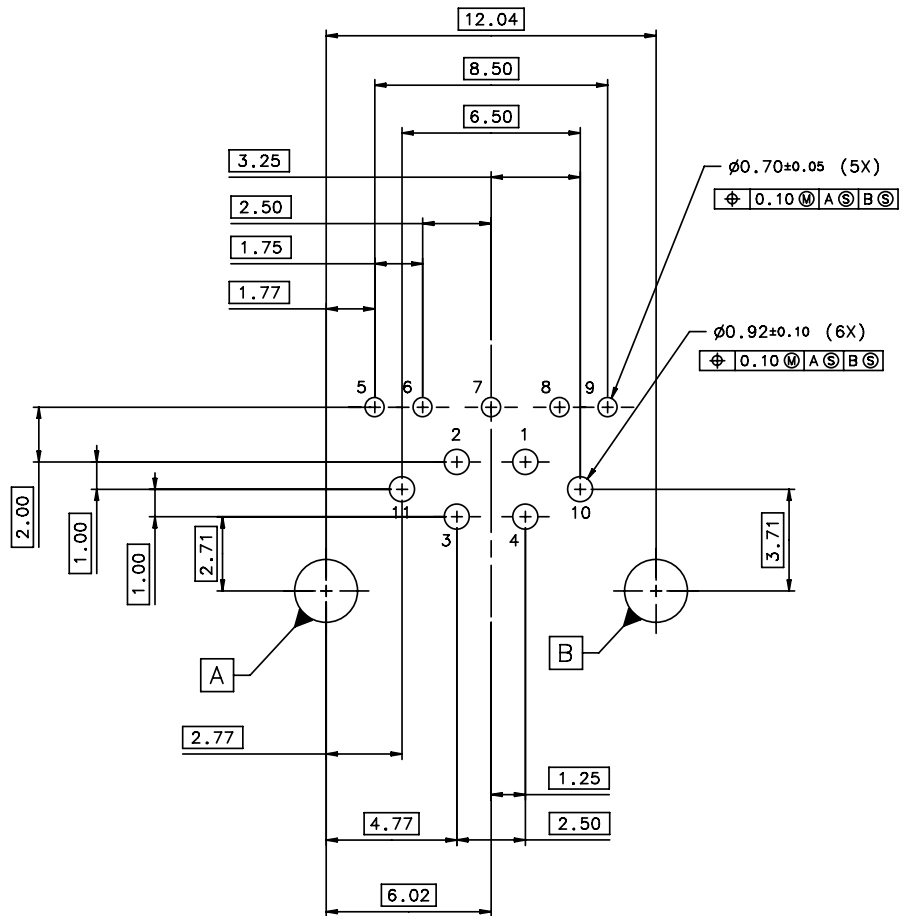 12.04
8.50
6.50
3.25
ø0.70±0.05 (5X)
⌖ 0.10 Ⓜ A Ⓢ B Ⓢ
2.50
1.75
1.77
ø0.92±0.10 (6X)
⌖ 0.10 Ⓜ A Ⓢ B Ⓢ
5 6 7 8 9
2 1
11 10
3 4
2.00
1.00
1.00
2.71
3.71
A
B
2.77
1.25
4.77
2.50
6.02